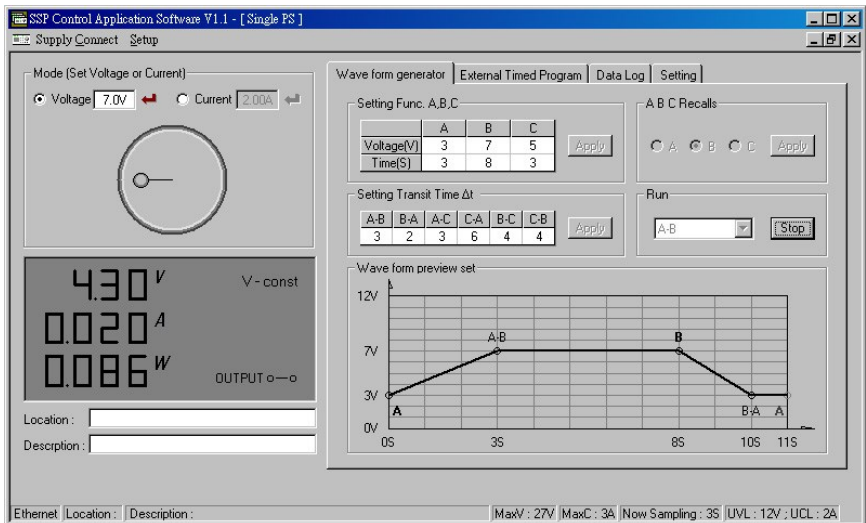 SSP Control Application Software V1.1 - [ Single PS ]
Supply Connect Setup
Mode (Set Voltage or Current)
Voltage 7.0V Current 2.00A
4.30 V V-const
0.020 A
0.086 W OUTPUT
Location :
Descrption :
Wave form generator External Timed Program Data Log Setting
Setting Func. A,B,C
A B C
Voltage(V) 3 7 5
Time(S) 3 8 3
Apply
A B C Recalls
A B C Apply
Setting Transit Time Δt
A-B B-A A-C C-A B-C C-B
3 2 3 6 4 4
Apply
Run
A-B Stop
Wave form preview set
12V
7V
3V
0V
A-B B
A B-A A
0S 3S 8S 10S 11S
Ethernet Location : Description : MaxV : 27V MaxC : 3A Now Sampling : 3S UVL : 12V ; UCL : 2A